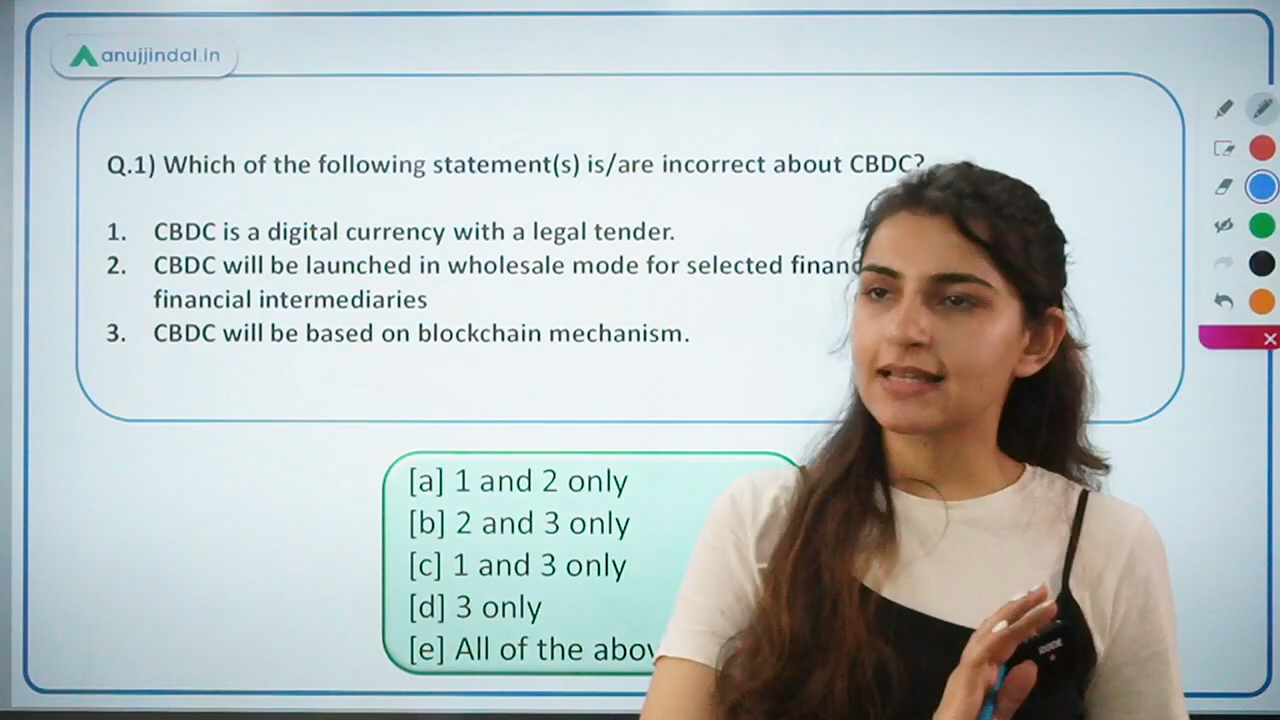 anujjindal.in
Q.1) Which of the following statement(s) is/are incorrect about CBDC?
1. CBDC is a digital currency with a legal tender.
2. CBDC will be launched in wholesale mode for selected
financial intermediaries
3. CBDC will be based on blockchain mechanism.
[a] 1 and 2 only
[b] 2 and 3 only
[c] 1 and 3 only
[d] 3 only
[e] All of the
RODE